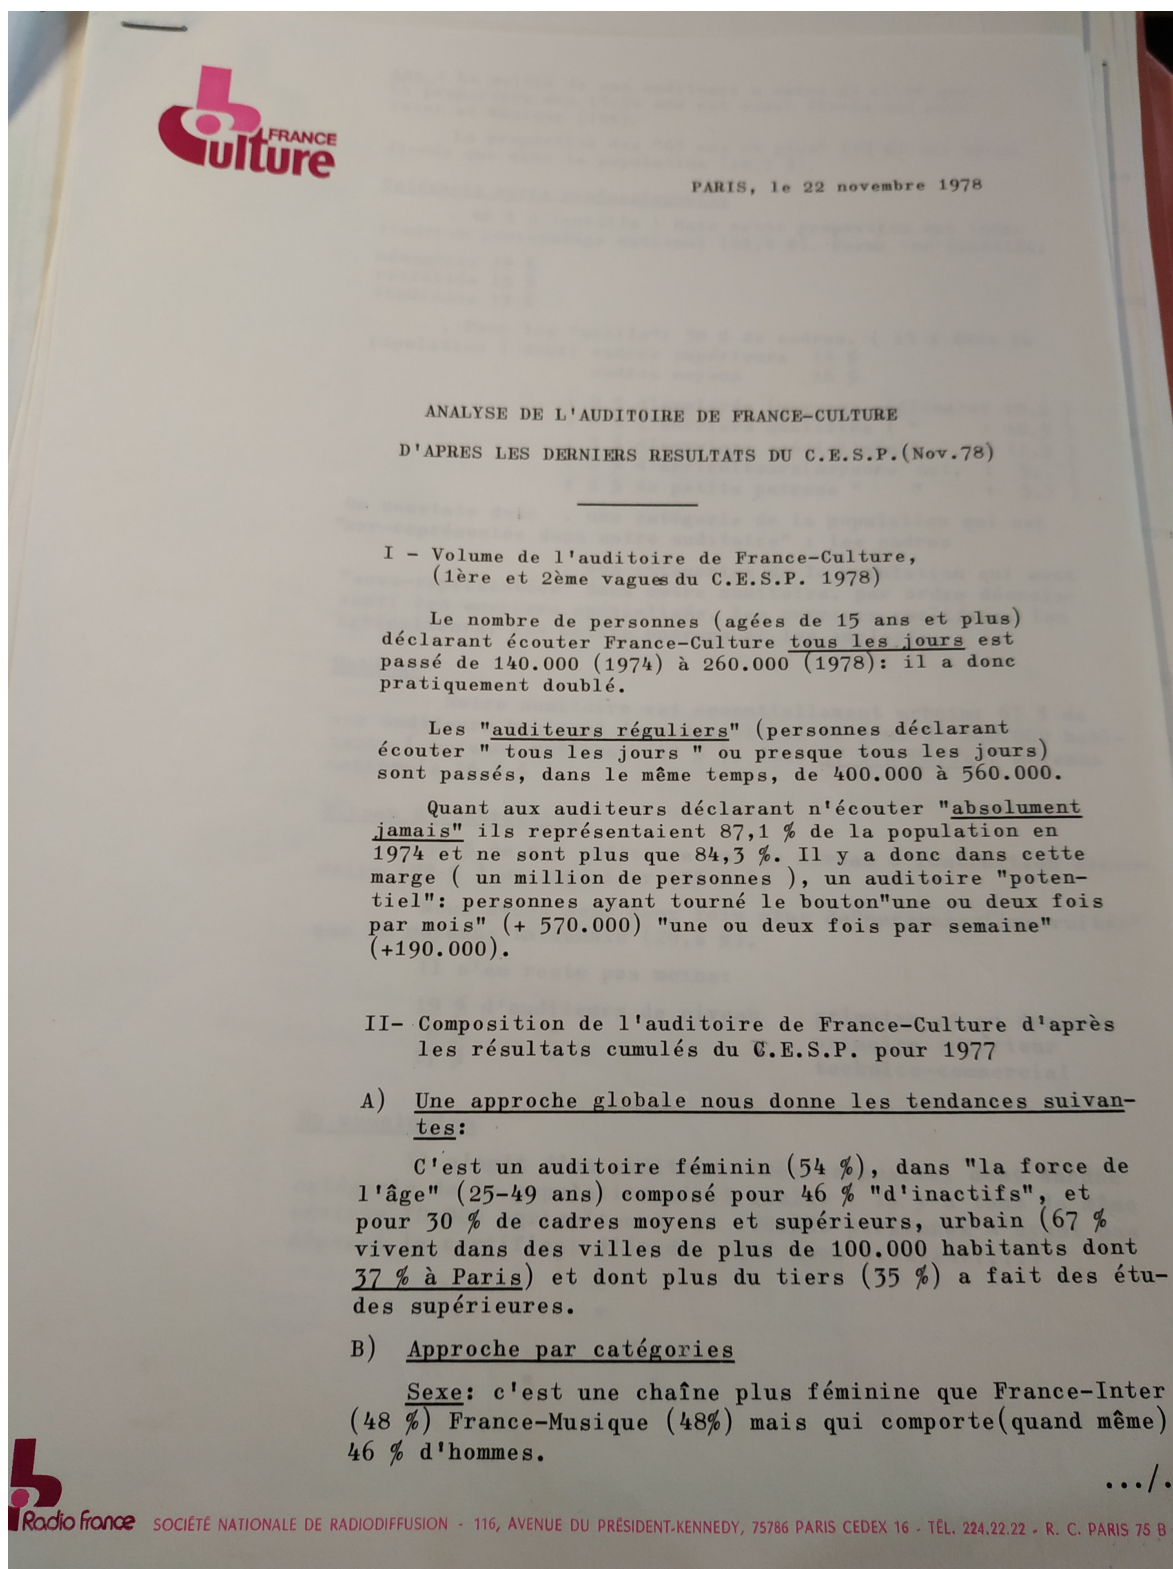 FRANCE
Culture
PARIS, le 22 novembre 1978
ANALYSE DE L'AUDITOIRE DE FRANCE-CULTURE
D'APRES LES DERNIERS RESULTATS DU C.E.S.P.(Nov.78)
I - Volume de l'auditoire de France-Culture,
(1ère et 2ème vagues du C.E.S.P. 1978)
Le nombre de personnes (agées de 15 ans et plus)
déclarant écouter France-Culture tous les jours est
passé de 140.000 (1974) à 260.000 (1978): il a donc
pratiquement doublé.
Les "auditeurs réguliers" (personnes déclarant
écouter " tous les jours " ou presque tous les jours)
sont passés, dans le même temps, de 400.000 à 560.000.
Quant aux auditeurs déclarant n'écouter "absolument
jamais" ils représentaient 87,1 % de la population en
1974 et ne sont plus que 84,3 %. Il y a donc dans cette
marge ( un million de personnes ), un auditoire "poten-
tiel": personnes ayant tourné le bouton"une ou deux fois
par mois" (+ 570.000) "une ou deux fois par semaine"
(+190.000).
II- Composition de l'auditoire de France-Culture d'après
les résultats cumulés du C.E.S.P. pour 1977
A) Une approche globale nous donne les tendances suivan-
tes:
C'est un auditoire féminin (54 %), dans "la force de
l'âge" (25-49 ans) composé pour 46 % "d'inactifs", et
pour 30 % de cadres moyens et supérieurs, urbain (67 %
vivent dans des villes de plus de 100.000 habitants dont
37 % à Paris) et dont plus du tiers (35 %) a fait des étu-
des supérieures.
B) Approche par catégories
Sexe: c'est une chaîne plus féminine que France-Inter
(48 %) France-Musique (48%) mais qui comporte(quand même)
46 % d'hommes.
.../.
Radio France SOCIÉTÉ NATIONALE DE RADIODIFFUSION - 116, AVENUE DU PRÉSIDENT-KENNEDY, 75786 PARIS CEDEX 16 - TÉL. 224.22.22 - R. C. PARIS 75 B